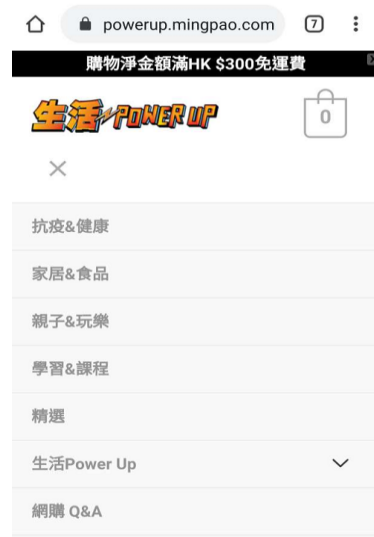 powerup.mingpao.com
7
購物淨金額滿HK $300免運費
生活POWER UP
0
抗疫&健康
家居&食品
親子&玩樂
學習&課程
精選
生活Power Up
網購 Q&A